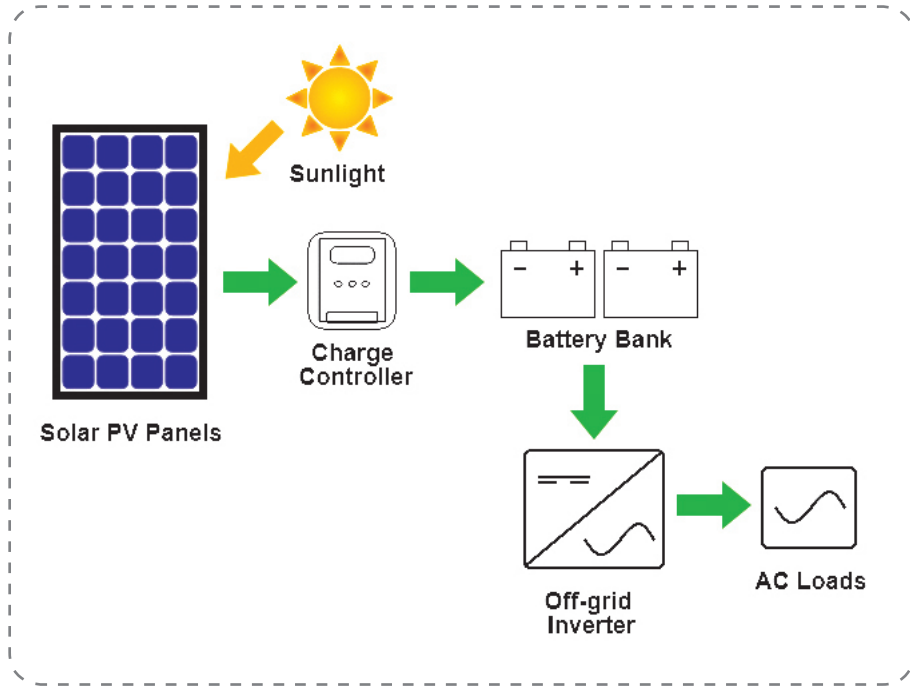 Sunlight
Charge
Controller
− + − +
Battery Bank
Solar PV Panels
Off-grid
Inverter
AC Loads